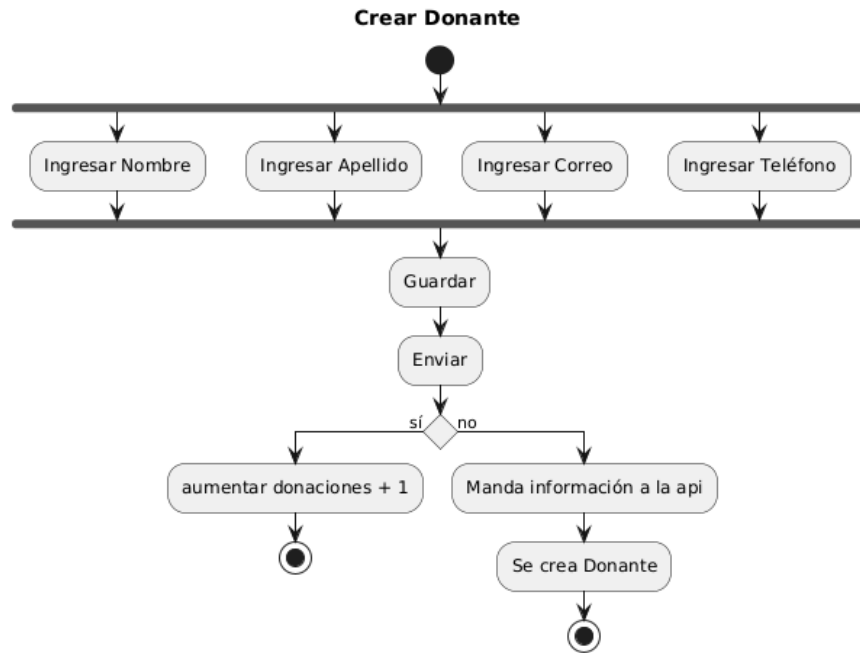 Crear Donante
Ingresar Nombre
Ingresar Apellido
Ingresar Correo
Ingresar Teléfono
Guardar
Enviar
sí
no
aumentar donaciones + 1
Manda información a la api
Se crea Donante